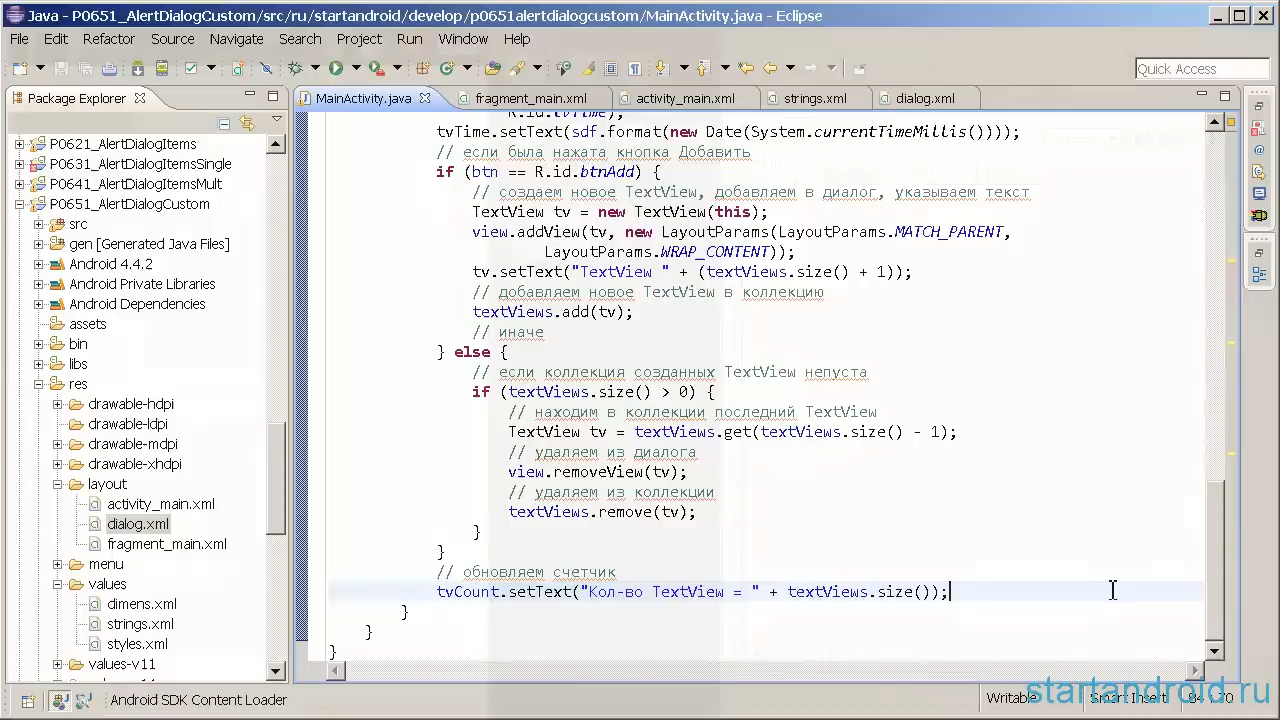 Java - P0651_AlertDialogCustom/src/ru/startandroid/develop/p0651alertdialogcustom/MainActivity.java - Eclipse
File Edit Refactor Source Navigate Search Project Run Window Help
Quick Access
Package Explorer
MainActivity.java fragment_main.xml activity_main.xml strings.xml dialog.xml
P0621_AlertDialogItems
P0631_AlertDialogItemsSingle
P0641_AlertDialogItemsMult
P0651_AlertDialogCustom
src
gen [Generated Java Files]
Android 4.4.2
Android Private Libraries
Android Dependencies
assets
bin
libs
res
drawable-hdpi
drawable-ldpi
drawable-mdpi
drawable-xhdpi
layout
activity_main.xml
dialog.xml
fragment_main.xml
menu
values
dimens.xml
strings.xml
styles.xml
values-v11
R.id.tvTime);
tvTime.setText(sdf.format(new Date(System.currentTimeMillis())));
// если была нажата кнопка Добавить
if (btn == R.id.btnAdd) {
// создаем новое TextView, добавляем в диалог, указываем текст
TextView tv = new TextView(this);
view.addView(tv, new LayoutParams(LayoutParams.MATCH_PARENT,
LayoutParams.WRAP_CONTENT));
tv.setText("TextView " + (textViews.size() + 1));
// добавляем новое TextView в коллекцию
textViews.add(tv);
// иначе
} else {
// если коллекция созданных TextView непуста
if (textViews.size() > 0) {
// находим в коллекции последний TextView
TextView tv = textViews.get(textViews.size() - 1);
// удаляем из диалога
view.removeView(tv);
// удаляем из коллекции
textViews.remove(tv);
}
}
// обновляем счетчик
tvCount.setText("Кол-во TextView = " + textViews.size());
}
}
}
Android SDK Content Loader
Writable
Smart Insert
startandroid.ru